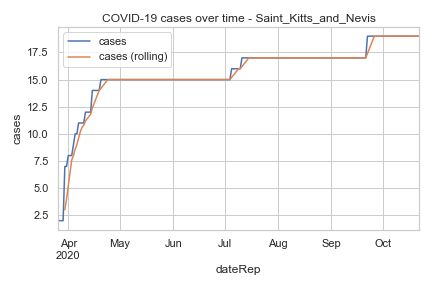 COVID-19 cases over time - Saint_Kitts_and_Nevis
cases
cases (rolling)
17.5
15.0
12.5
10.0
7.5
5.0
2.5
cases
Apr May Jun Jul Aug Sep Oct
2020
dateRep